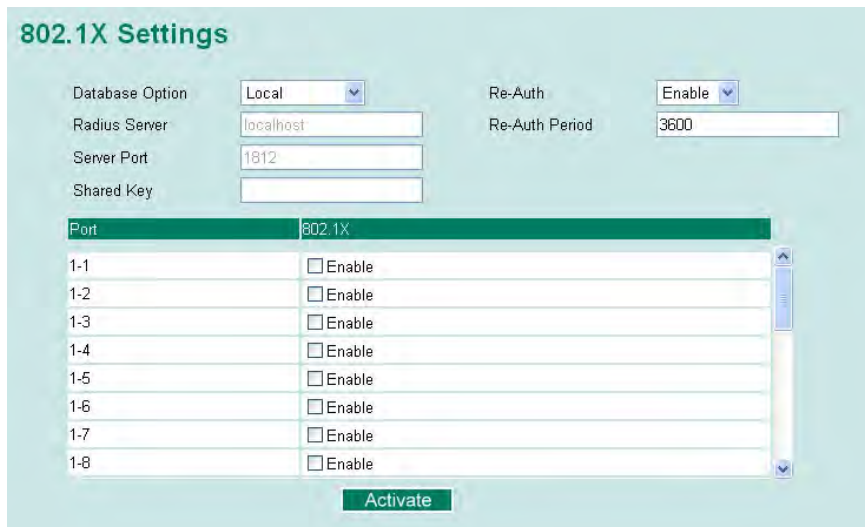 802.1X Settings
Database Option Local Re-Auth Enable
Radius Server localhost Re-Auth Period 3600
Server Port 1812
Shared Key
Port 802.1X
1-1 Enable
1-2 Enable
1-3 Enable
1-4 Enable
1-5 Enable
1-6 Enable
1-7 Enable
1-8 Enable
Activate